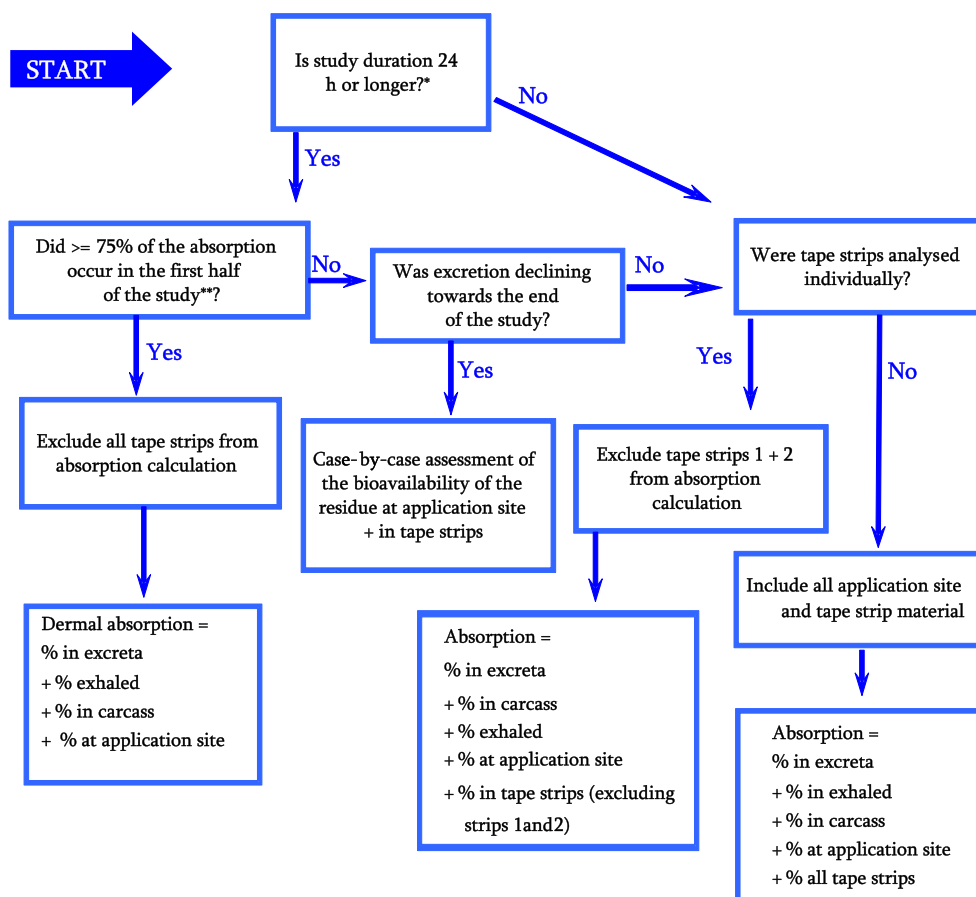 START
Is study duration 24
h or longer?*
No
Yes
Did >= 75% of the absorption
occur in the first half
of the study**?
No
Was excretion declining
towards the end
of the study?
No
Were tape strips analysed
individually?
Yes
Yes
Yes
No
Exclude all tape strips from
absorption calculation
Case-by-case assessment of
the bioavailability of the
residue at application site
+ in tape strips
Exclude tape strips 1 + 2
from absorption
calculation
Include all application site
and tape strip material
Dermal absorption =
% in excreta
+ % exhaled
+ % in carcass
+ % at application site
Absorption =
% in excreta
+ % in carcass
+ % exhaled
+ % at application site
+ % in tape strips (excluding
strips 1and2)
Absorption =
% in excreta
+ % in exhaled
+ % in carcass
+ % at application site
+ % all tape strips